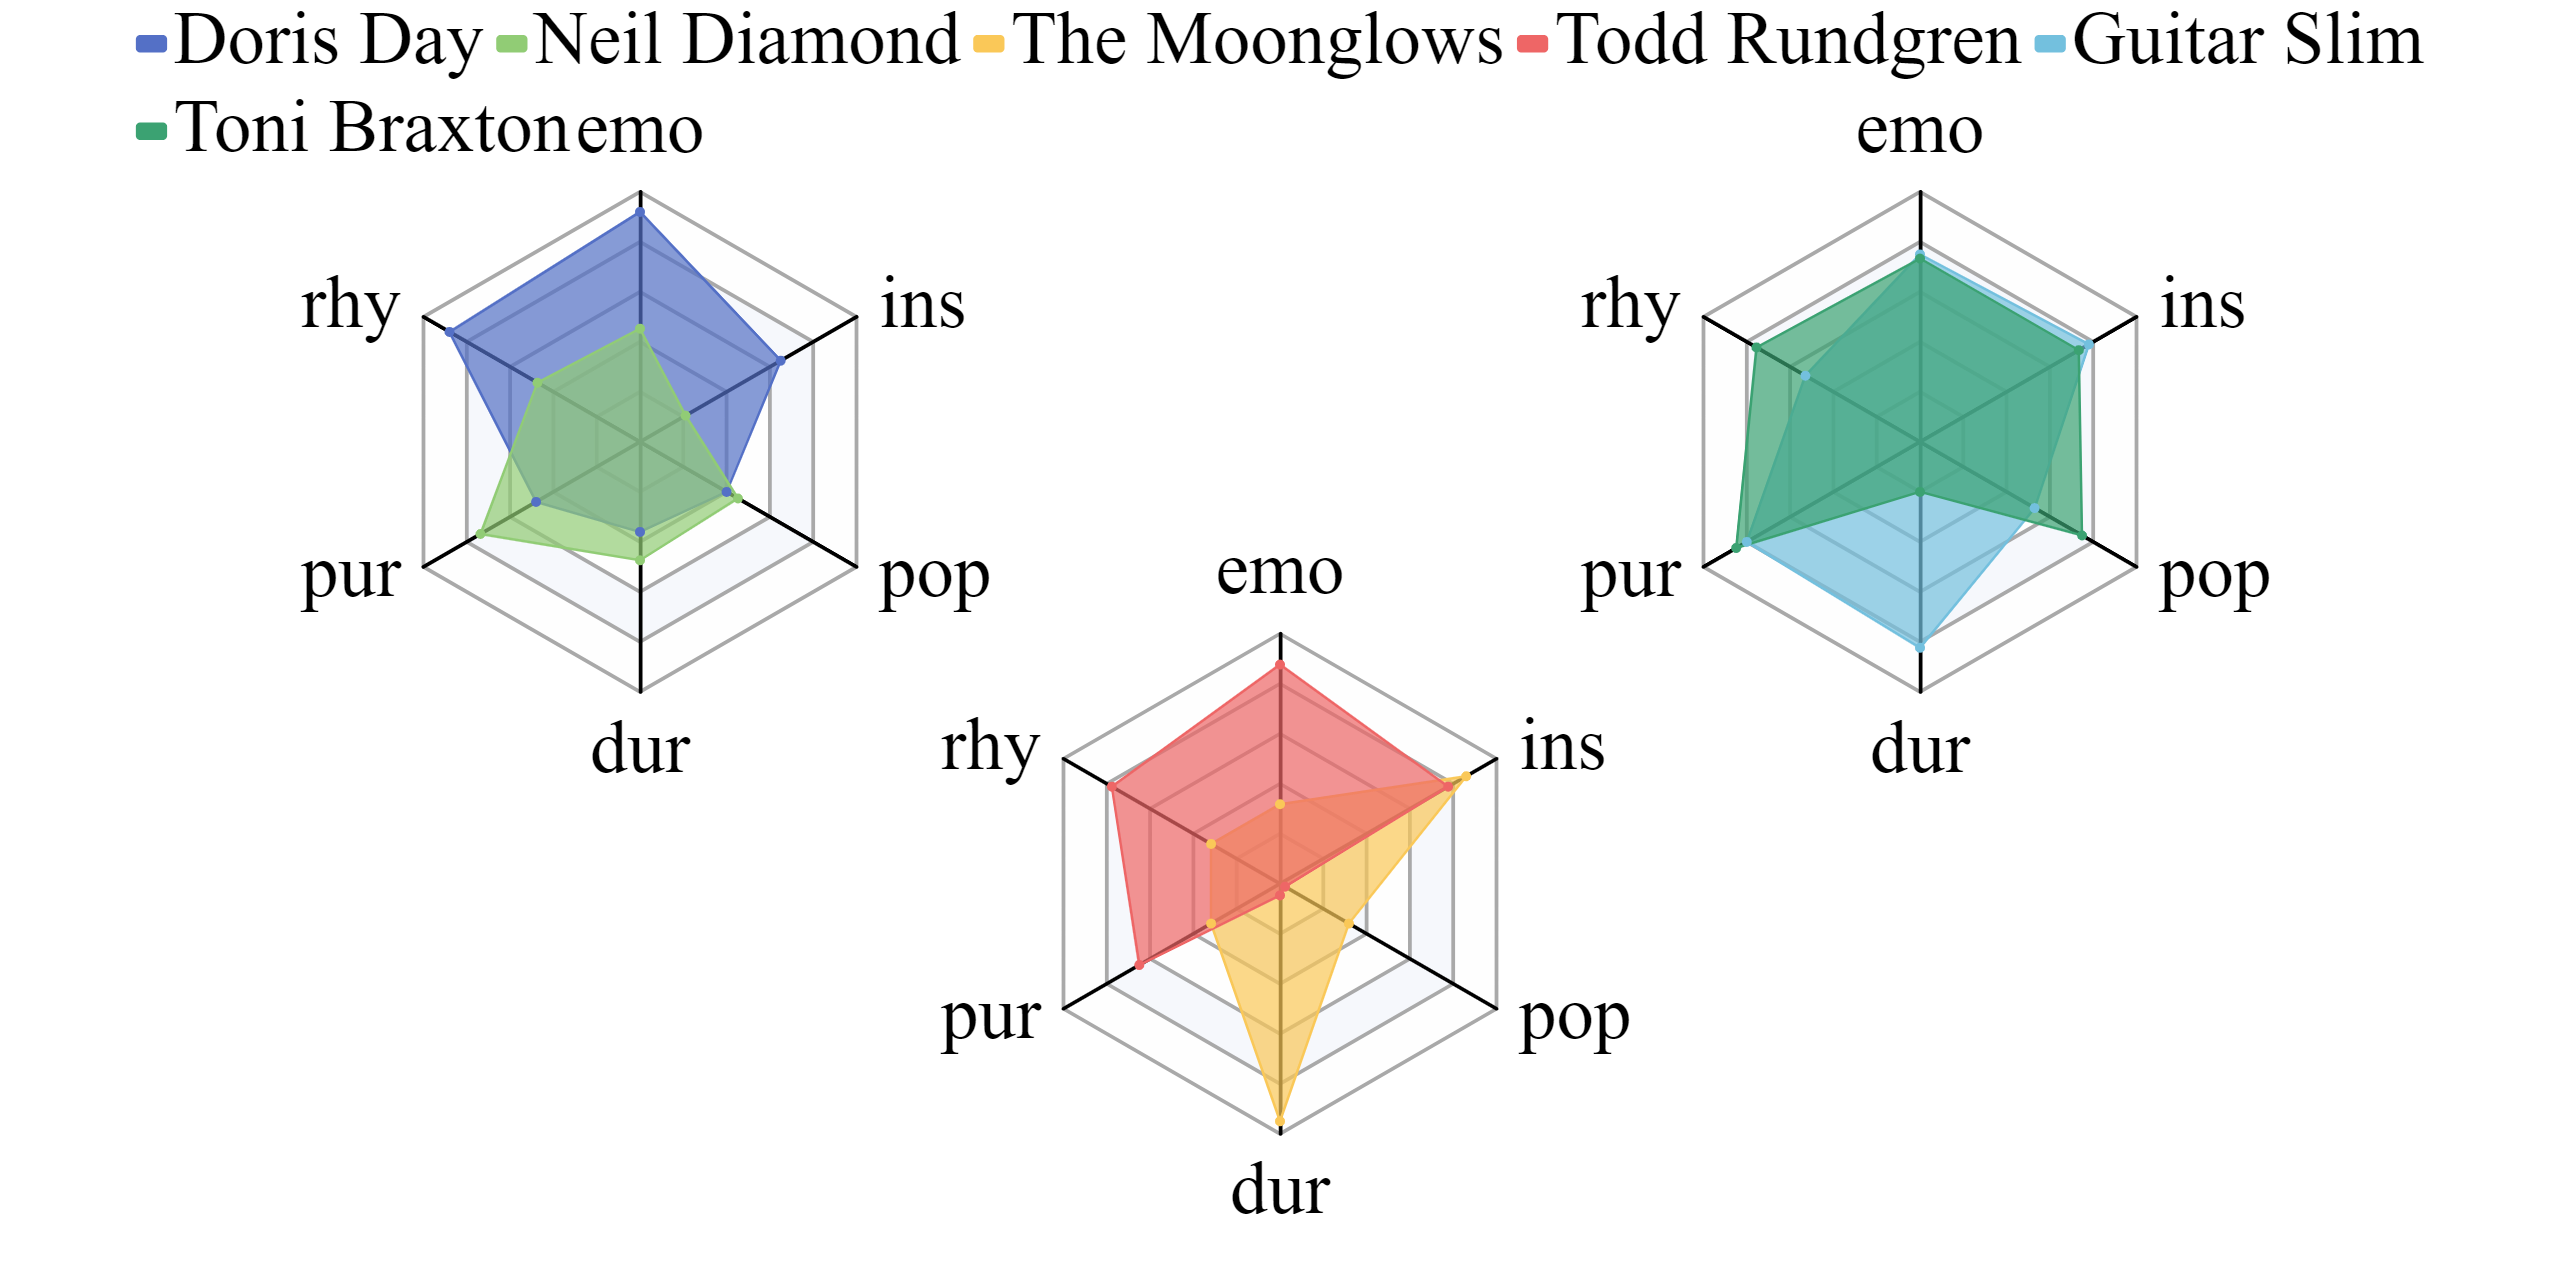 Doris Day Neil Diamond The Moonglows Todd Rundgren Guitar Slim
Toni Braxton
emo
ins
pop
dur
pur
rhy
emo
ins
pop
dur
pur
rhy
emo
ins
pop
dur
pur
rhy